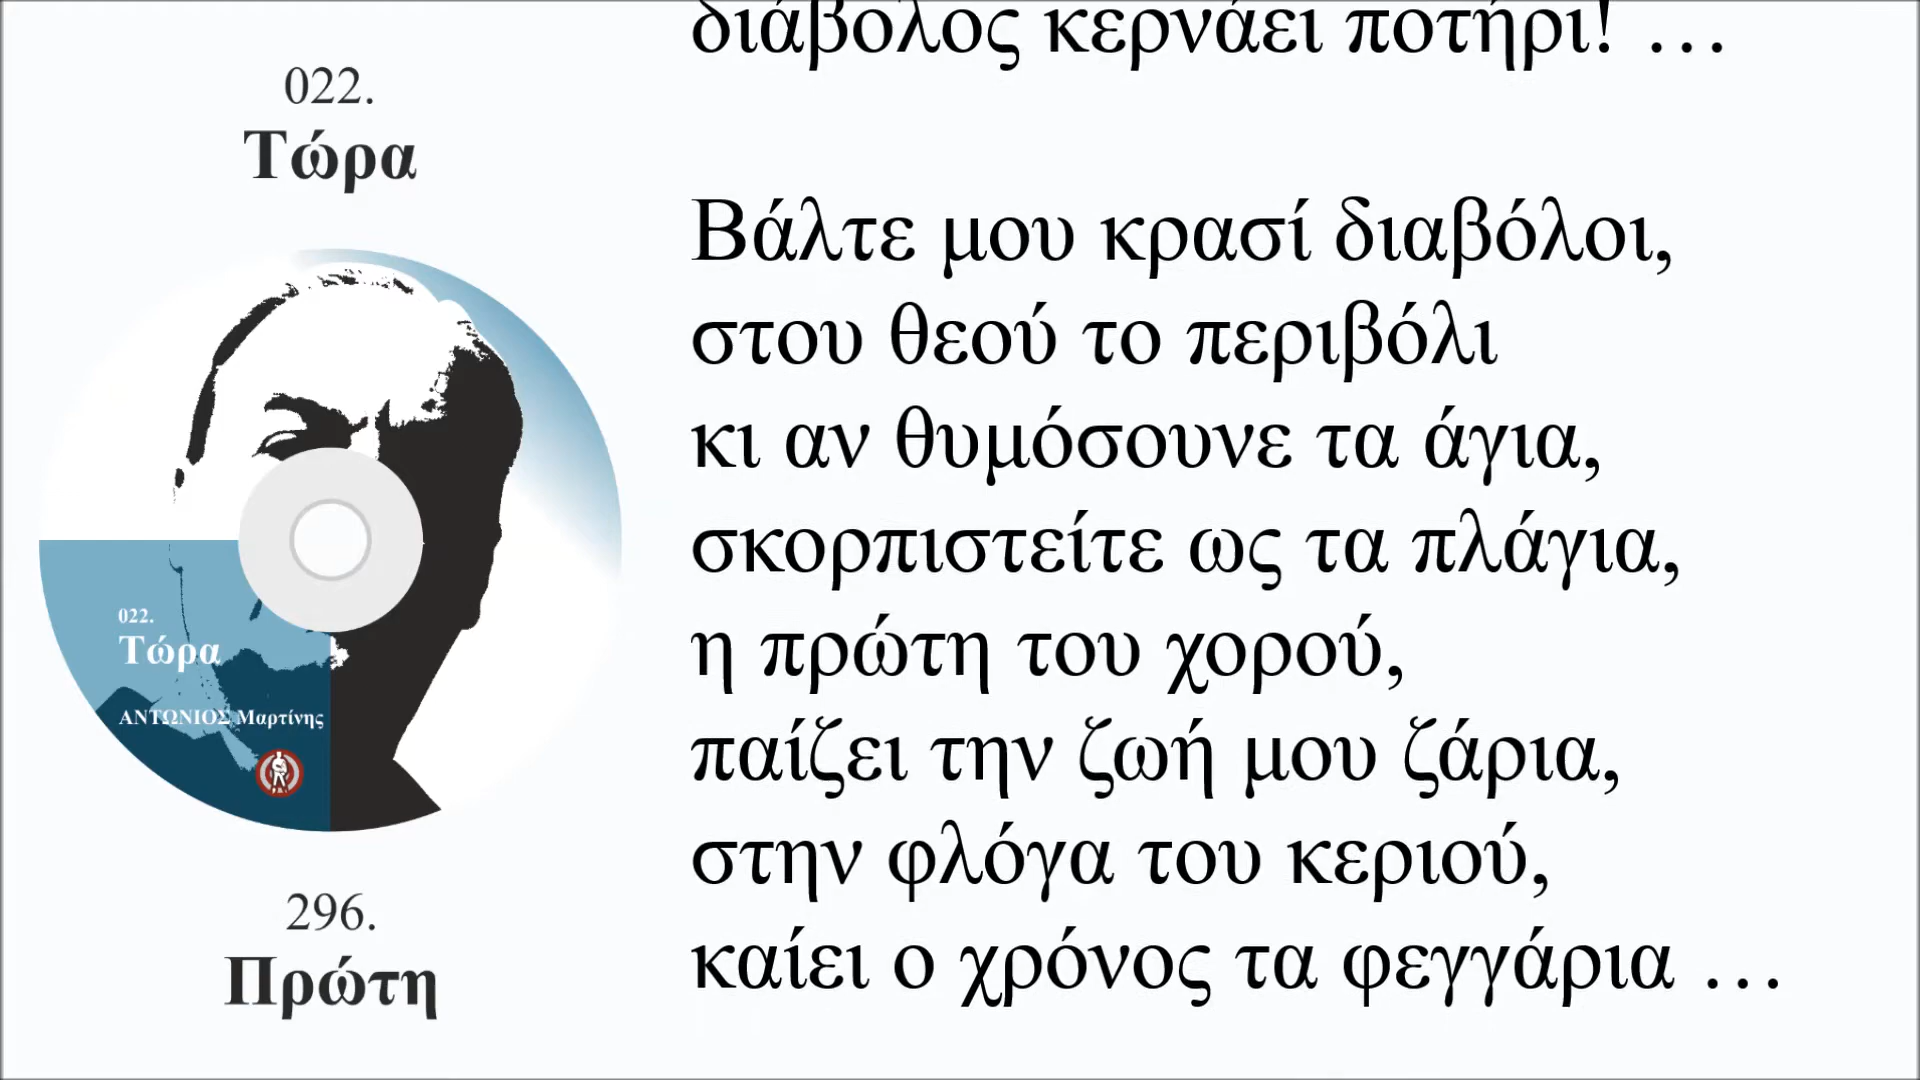 022.
Τώρα
022.
Τώρα
ΑΝΤΩΝΙΟΣ Μαρτίνης
296.
Πρώτη
διάβολος κερνάει ποτήρι! …
Βάλτε μου κρασί διαβόλοι,
στου θεού το περιβόλι
κι αν θυμόσουνε τα άγια,
σκορπιστείτε ως τα πλάγια,
η πρώτη του χορού,
παίζει την ζωή μου ζάρια,
στην φλόγα του κεριού,
καίει ο χρόνος τα φεγγάρια …